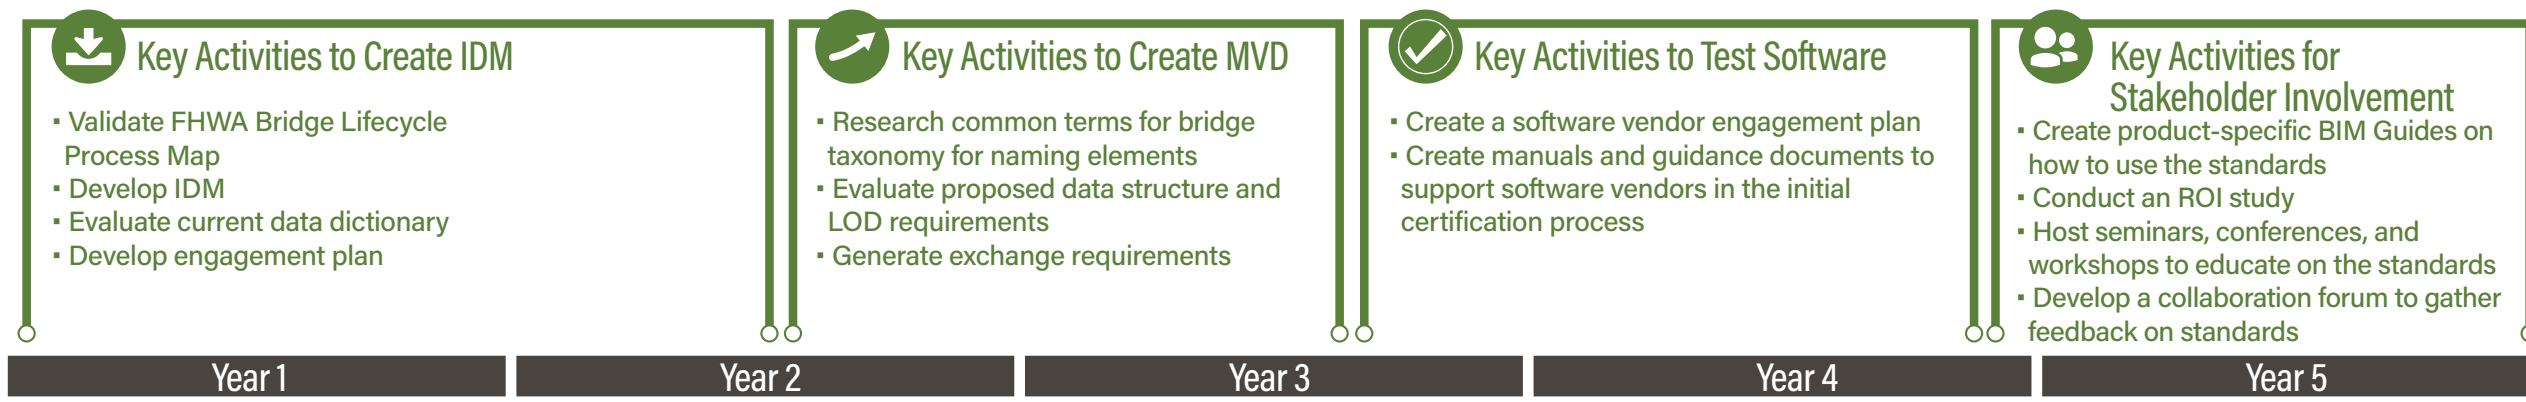 Key Activities to Create IDM
▪ Validate FHWA Bridge Lifecycle
Process Map
▪ Develop IDM
▪ Evaluate current data dictionary
▪ Develop engagement plan
Key Activities to Create MVD
▪ Research common terms for bridge
taxonomy for naming elements
▪ Evaluate proposed data structure and
LOD requirements
▪ Generate exchange requirements
Key Activities to Test Software
▪ Create a software vendor engagement plan
▪ Create manuals and guidance documents to
support software vendors in the initial
certification process
Key Activities for
Stakeholder Involvement
▪ Create product-specific BIM Guides on
how to use the standards
▪ Conduct an ROI study
▪ Host seminars, conferences, and
workshops to educate on the standards
▪ Develop a collaboration forum to gather
feedback on standards
Year 1
Year 2
Year 3
Year 4
Year 5